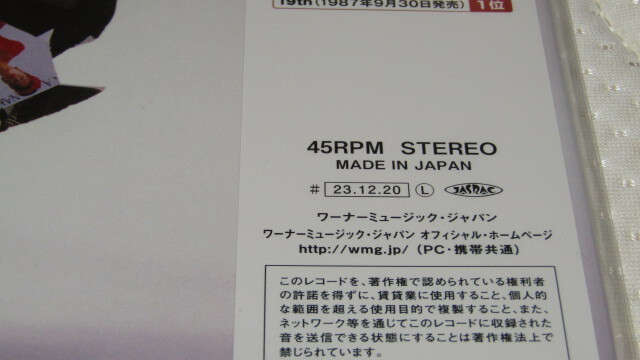 19th（1987年9月30日発売） 1位
45RPM STEREO
MADE IN JAPAN
# 23.12.20 Ⓛ JASRAC
ワーナーミュージック・ジャパン
ワーナーミュージック・ジャパン オフィシャル・ホームページ
http://wmg.jp/（PC・携帯共通）
このレコードを、著作権で認められている権利者
の許諾を得ずに、賃貸業に使用すること、個人的
な範囲を超える使用目的で複製すること、また、
ネットワーク等を通じてこのレコードに収録された
音を送信できる状態にすることは著作権法上で
禁じられています。